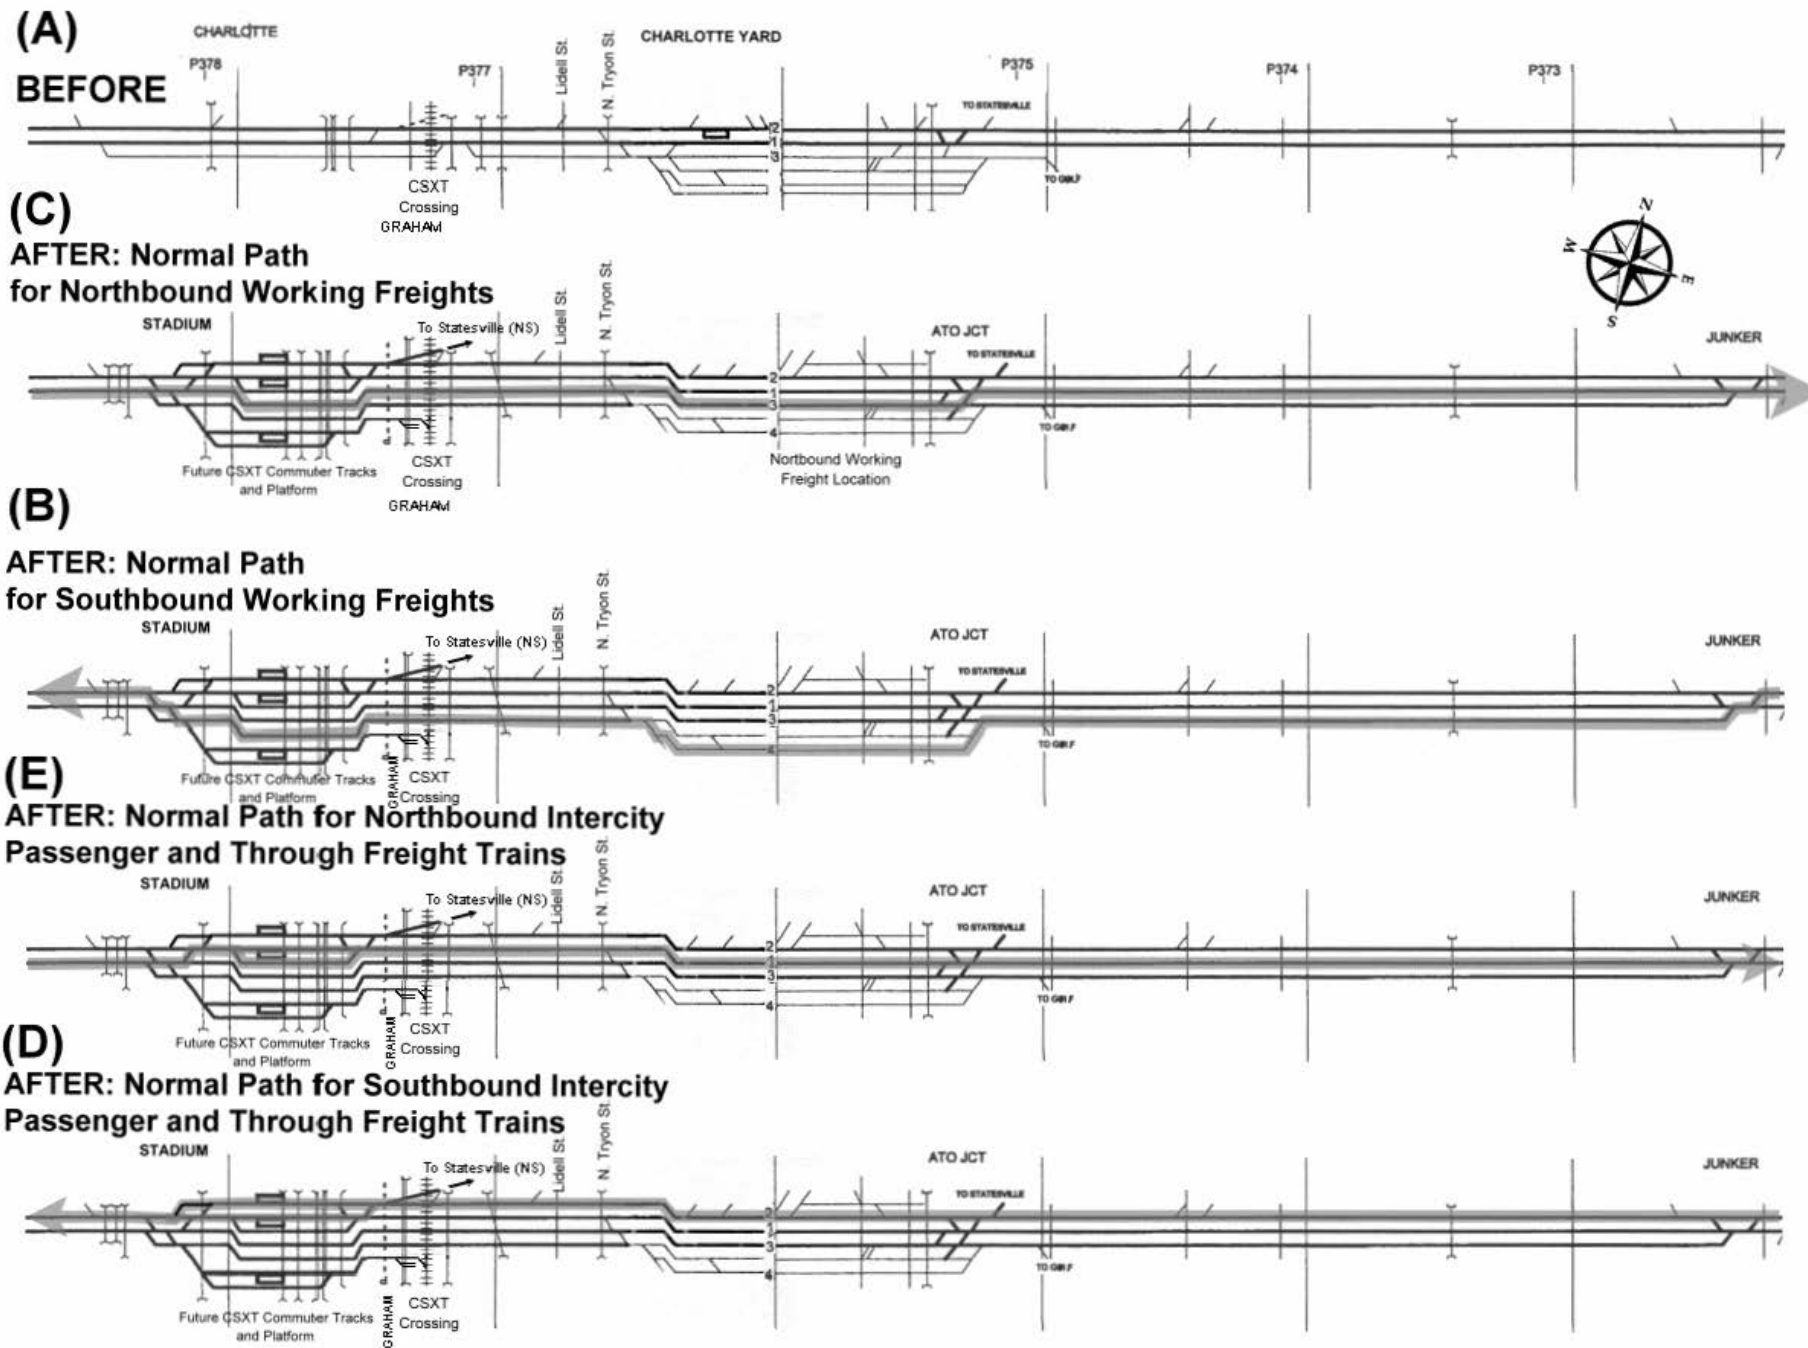 (A)
BEFORE
CHARLOTTE
P378
P377
Lidell St.
N. Tryon St.
CHARLOTTE YARD
P375
P374
P373
TO STATESVILLE
2
1
3
CSXT
Crossing
GRAHAM
N
W
E
S
(C)
AFTER: Normal Path
for Northbound Working Freights
STADIUM
To Statesville (NS)
Lidell St.
N. Tryon St.
ATO JCT
TO STATESVILLE
JUNKER
2
1
3
4
Future CSXT Commuter Tracks
and Platform
CSXT
Crossing
GRAHAM
Nortbound Working
Freight Location
(B)
AFTER: Normal Path
for Southbound Working Freights
STADIUM
To Statesville (NS)
Lidell St.
N. Tryon St.
ATO JCT
TO STATESVILLE
JUNKER
2
1
3
4
Future CSXT Commuter Tracks
and Platform
GRAHAM
CSXT
Crossing
(E)
AFTER: Normal Path for Northbound Intercity
Passenger and Through Freight Trains
STADIUM
To Statesville (NS)
Lidell St.
N. Tryon St.
ATO JCT
TO STATESVILLE
JUNKER
2
1
3
4
Future CSXT Commuter Tracks
and Platform
GRAHAM
CSXT
Crossing
(D)
AFTER: Normal Path for Southbound Intercity
Passenger and Through Freight Trains
STADIUM
To Statesville (NS)
Lidell St.
N. Tryon St.
ATO JCT
TO STATESVILLE
JUNKER
2
1
3
4
Future CSXT Commuter Tracks
and Platform
GRAHAM
CSXT
Crossing